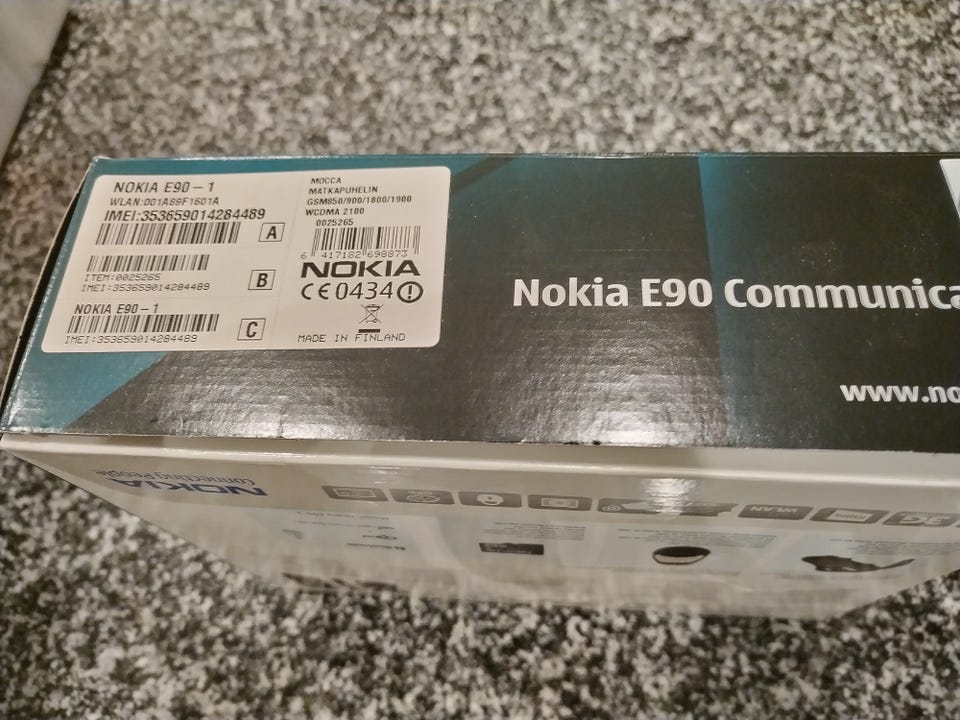 NOKIA E90-1
WLAN:001A89F1601A
IMEI:353659014284489
A
ITEM:0025265
IMEI:353659014284489
B
NOKIA E90-1
IMEI:353659014284489
C
MOCCA
MATKAPUHELIN
GSM850/900/1800/1900
WCDMA 2100
0025265
6 417182 698873
NOKIA
CE0434
MADE IN FINLAND
Nokia E90 Communica
www.no
NOKIA
Connecting People
WLAN
3G